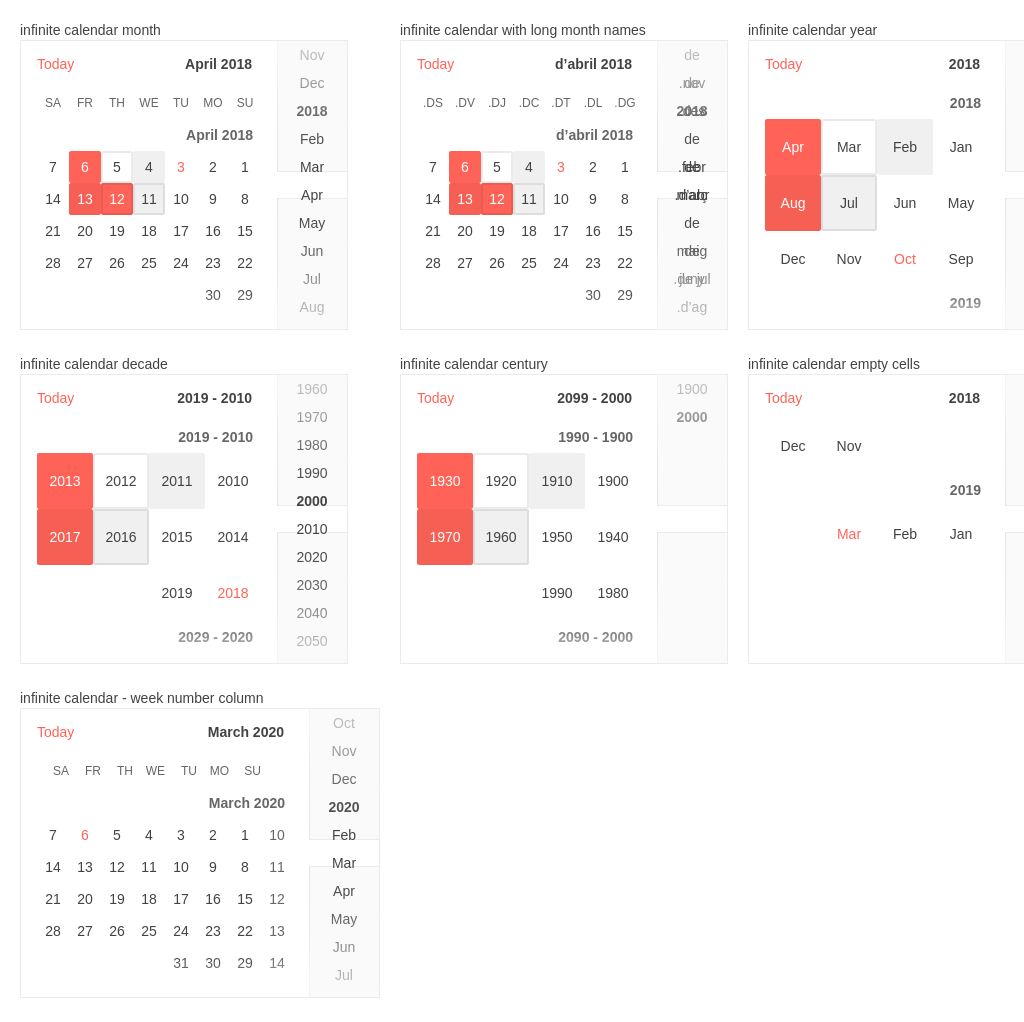 infinite calendar month
Today April 2018
SA FR TH WE TU MO SU
April 2018
7 6 5 4 3 2 1
14 13 12 11 10 9 8
21 20 19 18 17 16 15
28 27 26 25 24 23 22
30 29
Nov
Dec
2018
Feb
Mar
Apr
May
Jun
Jul
Aug
infinite calendar with long month names
Today d’abril 2018
.DS .DV .DJ .DC .DT .DL .DG
d’abril 2018
7 6 5 4 3 2 1
14 13 12 11 10 9 8
21 20 19 18 17 16 15
28 27 26 25 24 23 22
30 29
de
2018
de
de
.d'ag
infinite calendar year
Today 2018
2018
Apr Mar Feb Jan
Aug Jul Jun May
Dec Nov Oct Sep
2019
infinite calendar decade
Today 2019 - 2010
2019 - 2010
2013 2012 2011 2010
2017 2016 2015 2014
2019 2018
2029 - 2020
1960
1970
1980
1990
2000
2010
2020
2030
2040
2050
infinite calendar century
Today 2099 - 2000
1990 - 1900
1930 1920 1910 1900
1970 1960 1950 1940
1990 1980
2090 - 2000
1900
2000
infinite calendar empty cells
Today 2018
Dec Nov
2019
Mar Feb Jan
infinite calendar - week number column
Today March 2020
SA FR TH WE TU MO SU
March 2020
7 6 5 4 3 2 1 10
14 13 12 11 10 9 8 11
21 20 19 18 17 16 15 12
28 27 26 25 24 23 22 13
31 30 29 14
Oct
Nov
Dec
2020
Feb
Mar
Apr
May
Jun
Jul